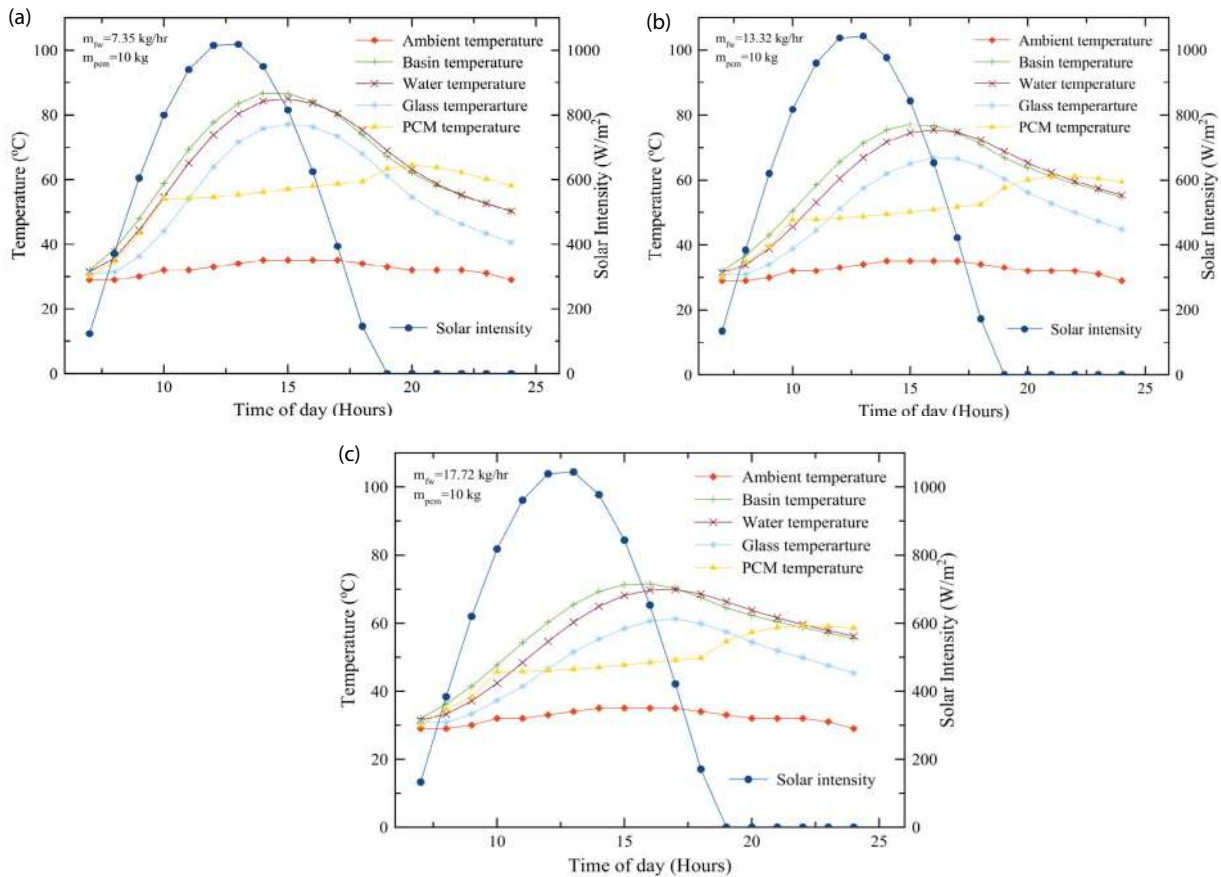 (a)
m_fw=7.35 kg/hr
m_pcm=10 kg
Ambient temperature
Basin temperature
Water temperature
Glass temperarture
PCM temperature
Solar intensity
Temperature (°C)
100
80
60
40
20
0
Solar Intensity (W/m²)
1000
800
600
400
200
0
10
15
20
25
Time of day (Hours)
(b)
m_fw=13.32 kg/hr
m_pcm=10 kg
Ambient temperature
Basin temperature
Water temperature
Glass temperarture
PCM temperature
Solar intensity
Temperature (°C)
100
80
60
40
20
0
Solar Intensity (W/m²)
1000
800
600
400
200
0
10
15
20
25
Time of day (Hours)
(c)
m_fw=17.72 kg/hr
m_pcm=10 kg
Ambient temperature
Basin temperature
Water temperature
Glass temperarture
PCM temperature
Solar intensity
Temperature (°C)
100
80
60
40
20
0
Solar Intensity (W/m²)
1000
800
600
400
200
0
10
15
20
25
Time of day (Hours)